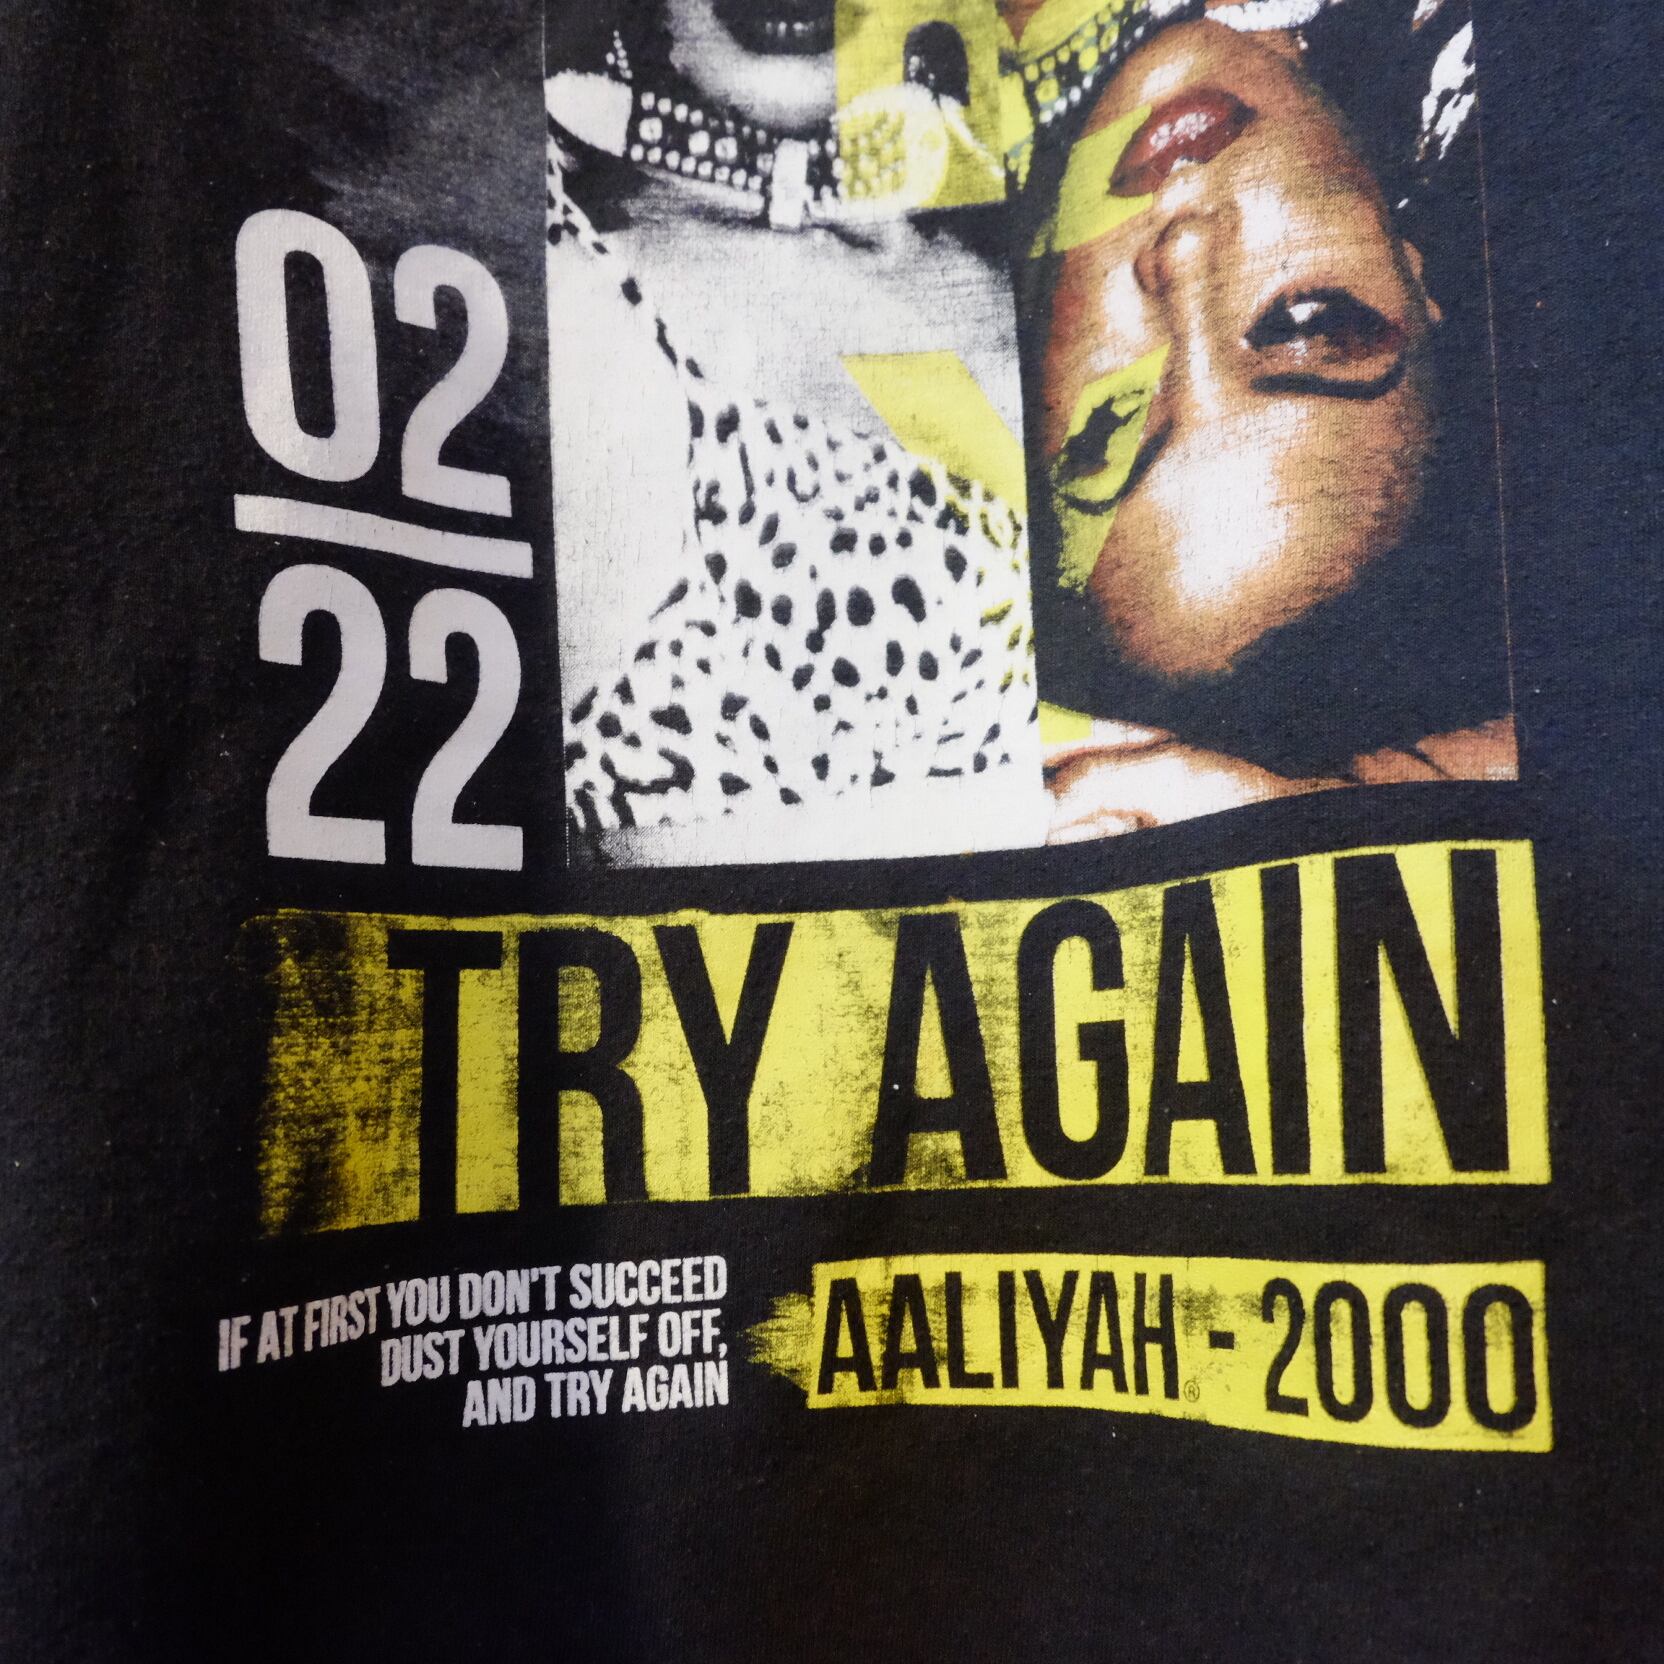 02
22
TRY AGAIN
IF AT FIRST YOU DON'T SUCCEED
DUST YOURSELF OFF,
AND TRY AGAIN
AALIYAH® - 2000